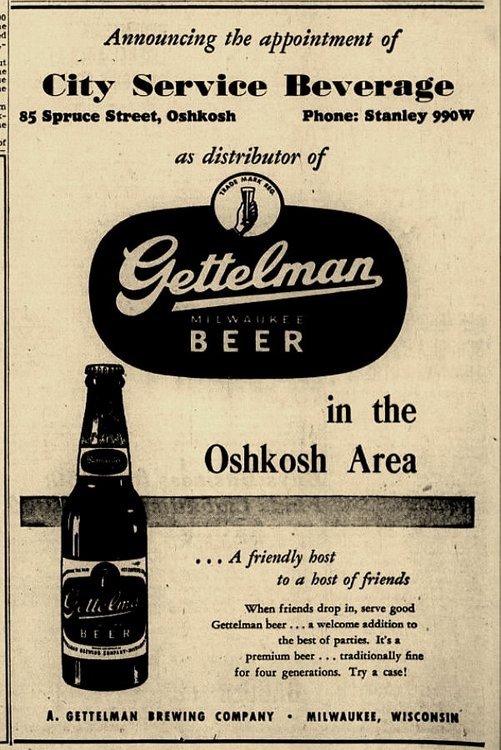 Announcing the appointment of
City Service Beverage
85 Spruce Street, Oshkosh Phone: Stanley 990W
as distributor of
TRADE MARK REG.
Gettelman
MILWAUKEE
BEER
in the
Oshkosh Area
Gettelman
BEER
... A friendly host
to a host of friends
When friends drop in, serve good
Gettelman beer ... a welcome addition to
the best of parties. It's a
premium beer ... traditionally fine
for four generations. Try a case!
A. GETTELMAN BREWING COMPANY • MILWAUKEE, WISCONSIN